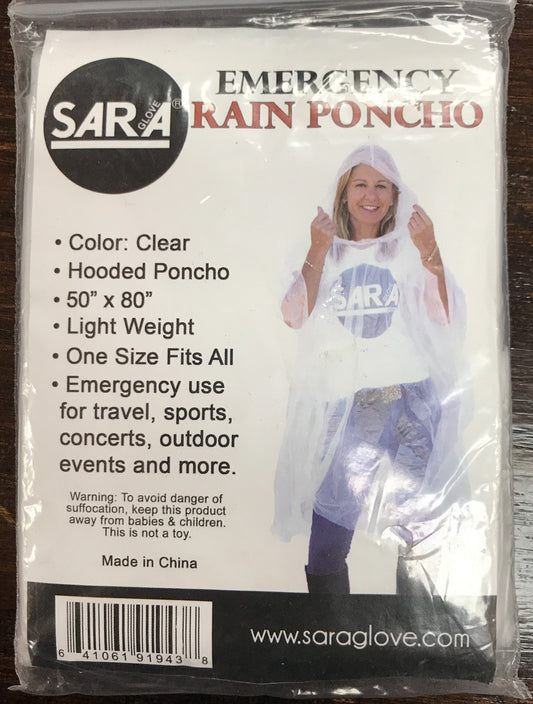 SARA
GLOVE
®
EMERGENCY
RAIN PONCHO
• Color: Clear
• Hooded Poncho
• 50” x 80”
• Light Weight
• One Size Fits All
• Emergency use
for travel, sports,
concerts, outdoor
events and more.
SARA
Warning: To avoid danger of
suffocation, keep this product
away from babies & children.
This is not a toy.
Made in China
6 41061 91943 8
www.saraglove.com